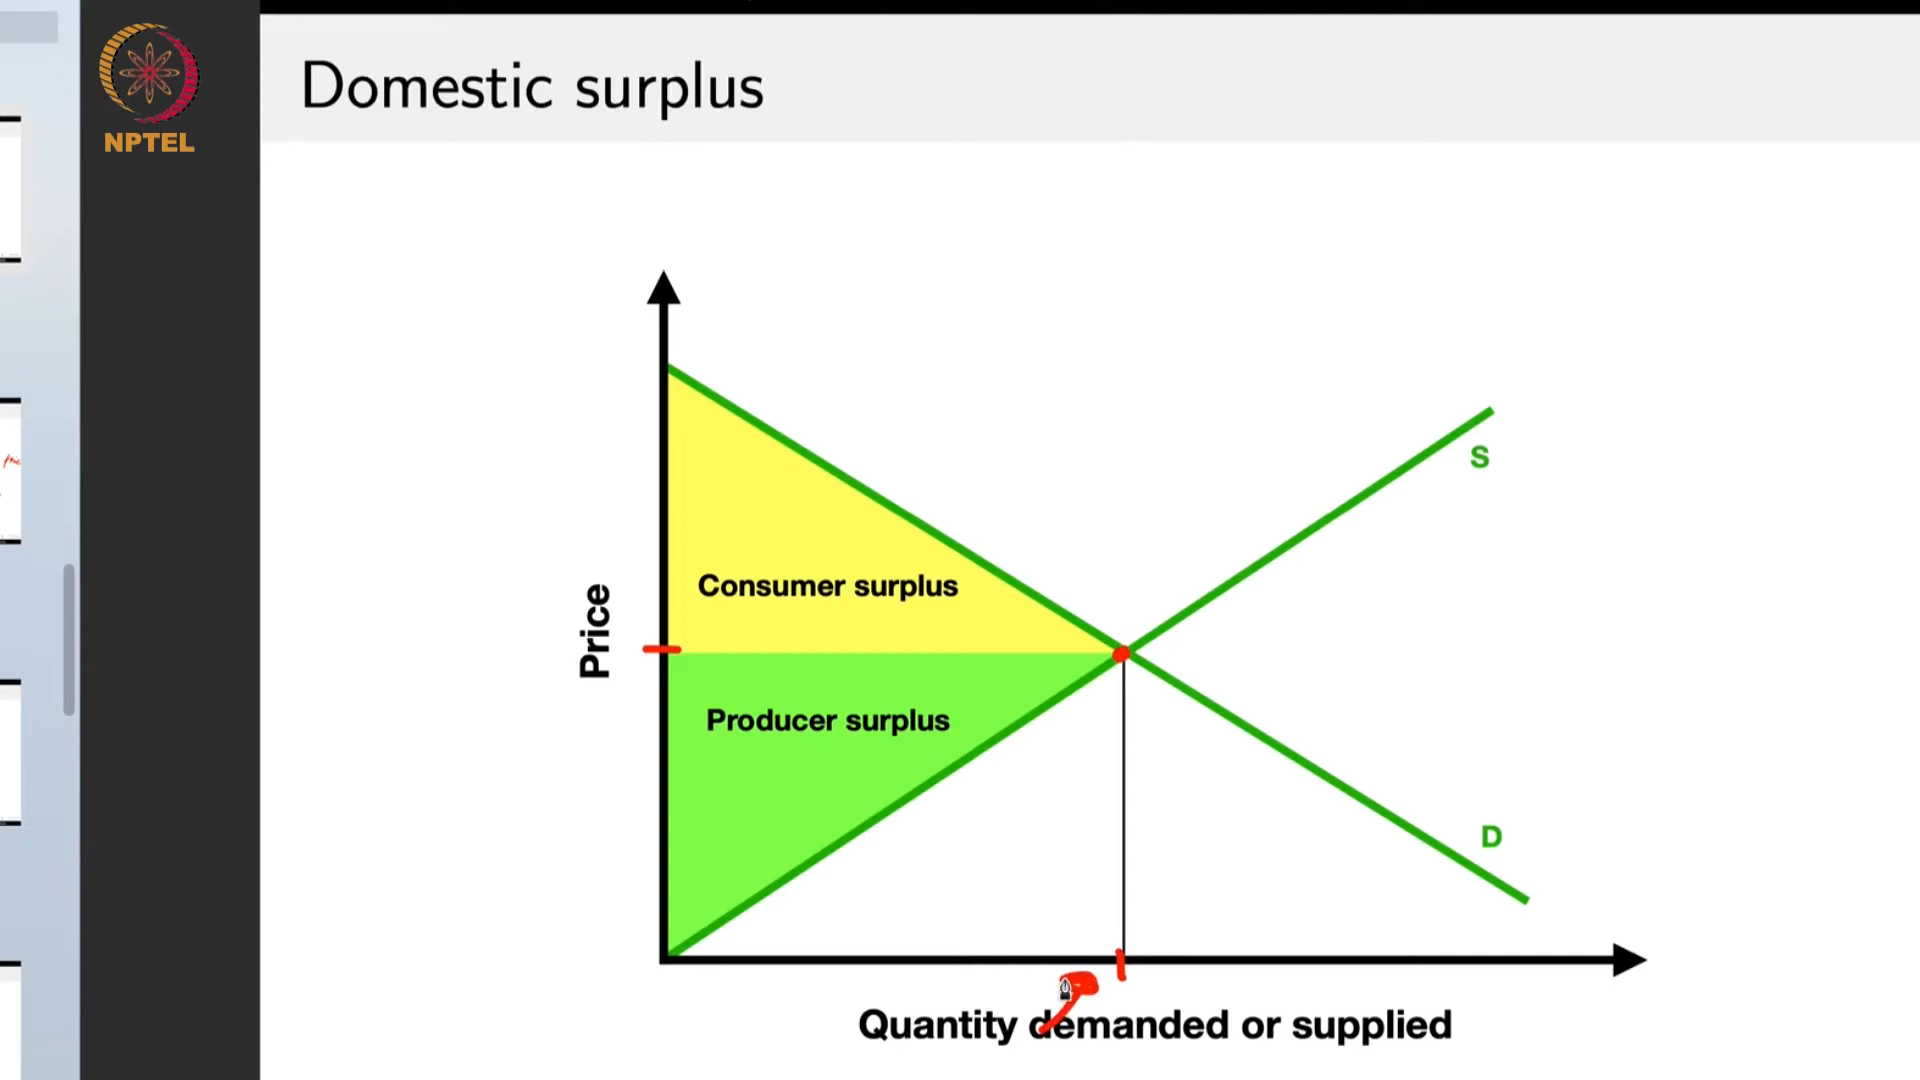 NPTEL
Domestic surplus
S
Consumer surplus
Price
Producer surplus
D
Quantity demanded or supplied